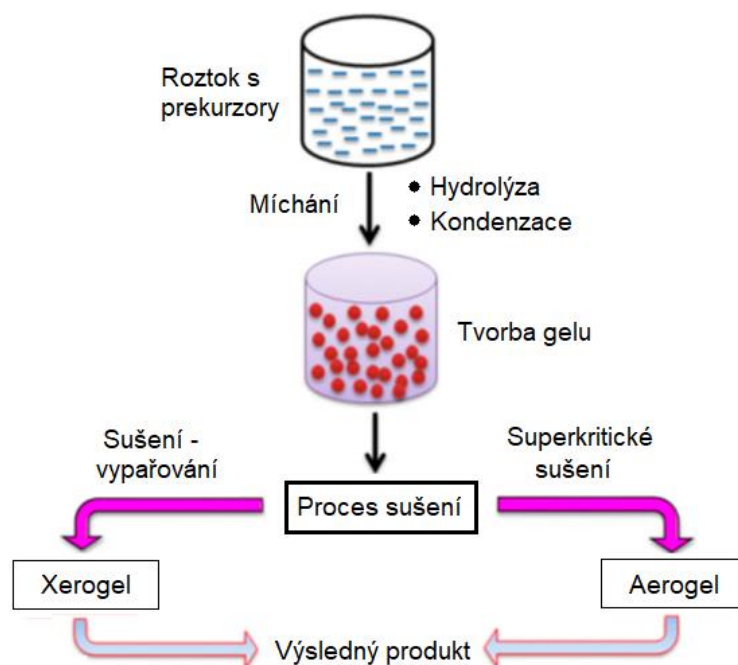 Roztok s
prekurzory
Míchání
● Hydrolýza
● Kondenzace
Tvorba gelu
Sušení -
vypařování
Superkritické
sušení
Proces sušení
Xerogel
Aerogel
Výsledný produkt